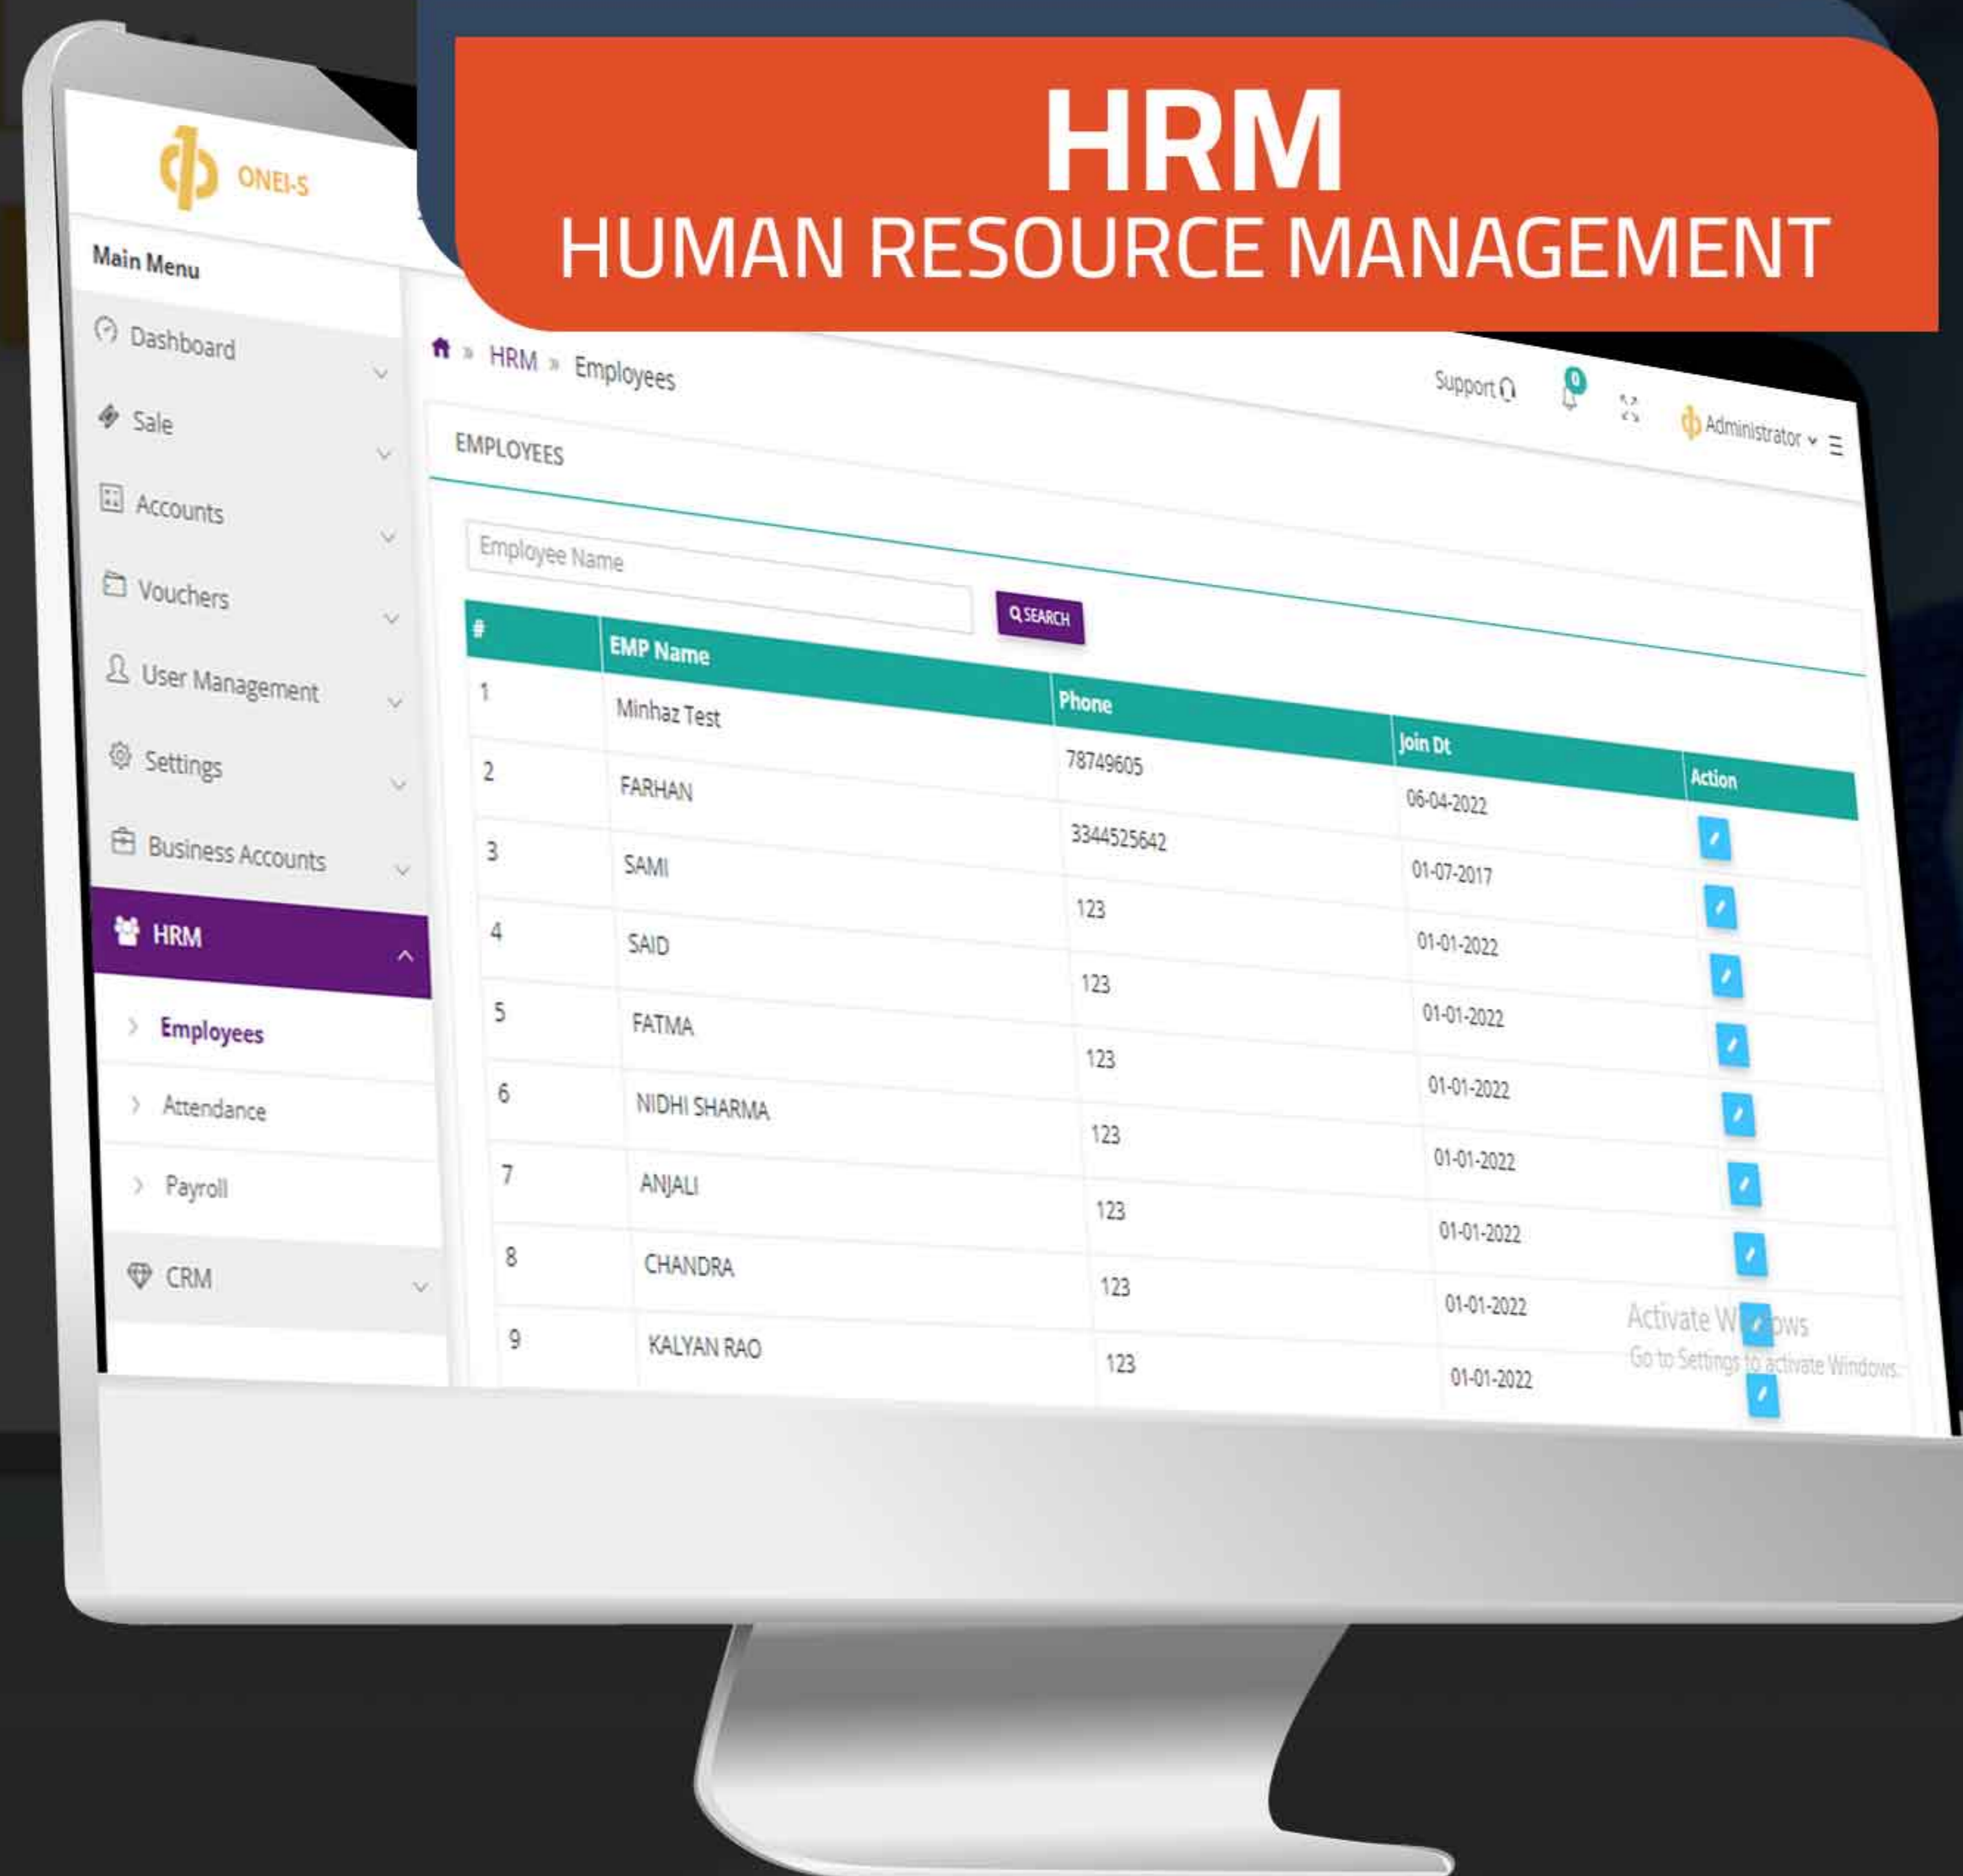 HRM
HUMAN RESOURCE MANAGEMENT
ONEI-S
Main Menu
Dashboard
Sale
Accounts
Vouchers
User Management
Settings
Business Accounts
HRM
Employees
Attendance
Payroll
CRM
» HRM » Employees
Support 0 Administrator
EMPLOYEES
Employee Name SEARCH
# EMP Name Phone Join Dt Action
1 Minhaz Test 78749605 06-04-2022
2 FARHAN 3344525642 01-07-2017
3 SAMI 123 01-01-2022
4 SAID 123 01-01-2022
5 FATMA 123 01-01-2022
6 NIDHI SHARMA 123 01-01-2022
7 ANJALI 123 01-01-2022
8 CHANDRA 123 01-01-2022
9 KALYAN RAO 123 01-01-2022
Activate Windows
Go to Settings to activate Windows.